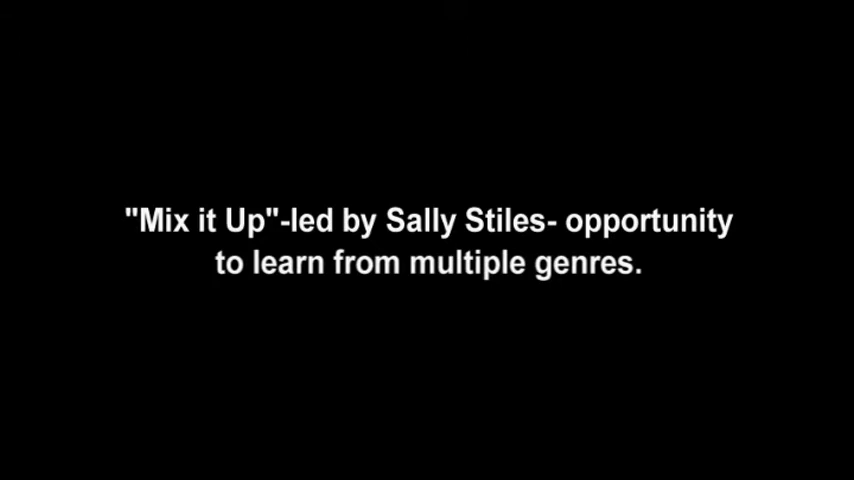 "Mix it Up"-led by Sally Stiles- opportunity
to learn from multiple genres.